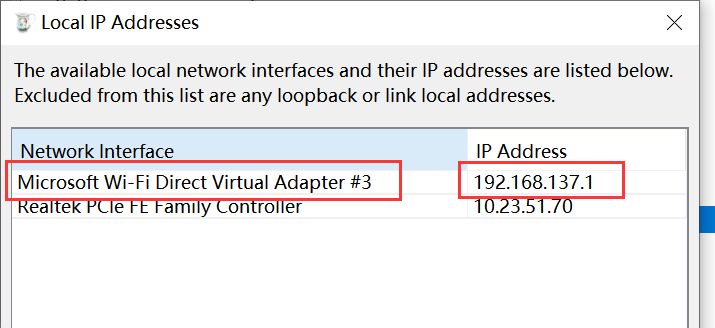 Local IP Addresses
The available local network interfaces and their IP addresses are listed below.
Excluded from this list are any loopback or link local addresses.
Network Interface IP Address
Microsoft Wi-Fi Direct Virtual Adapter #3 192.168.137.1
Realtek PCIe FE Family Controller 10.23.51.70